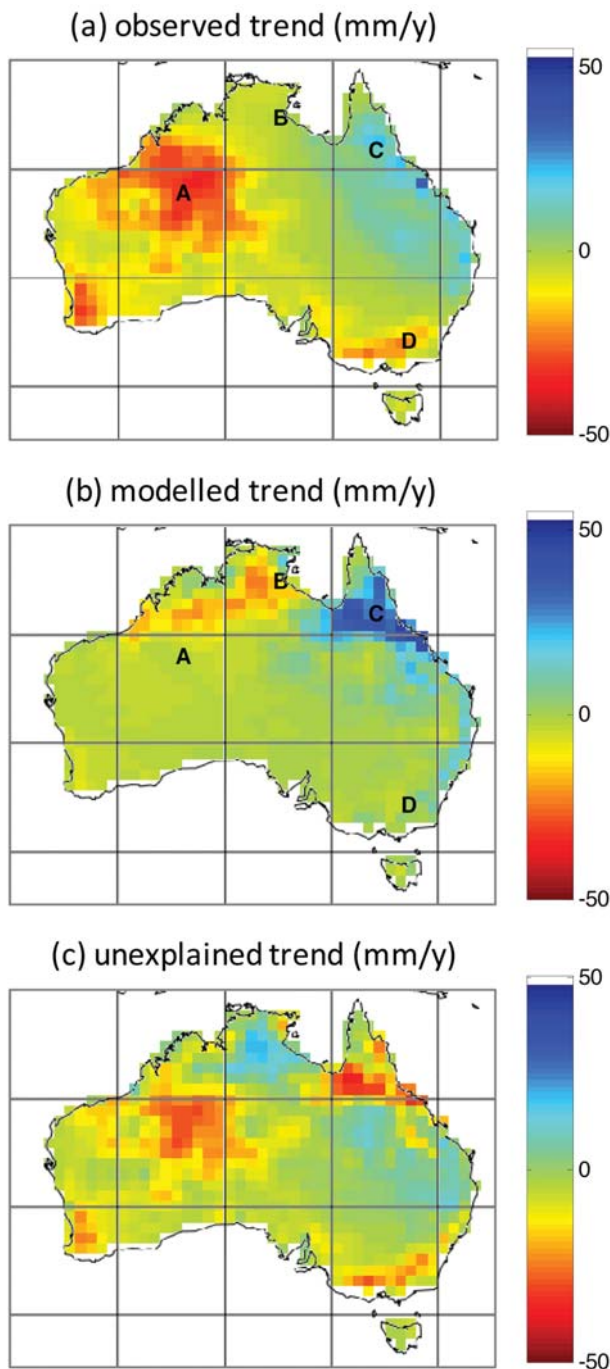 (a) observed trend (mm/y)
50
B
C
A
0
D
-50
(b) modelled trend (mm/y)
50
B
C
A
0
D
-50
(c) unexplained trend (mm/y)
50
0
-50